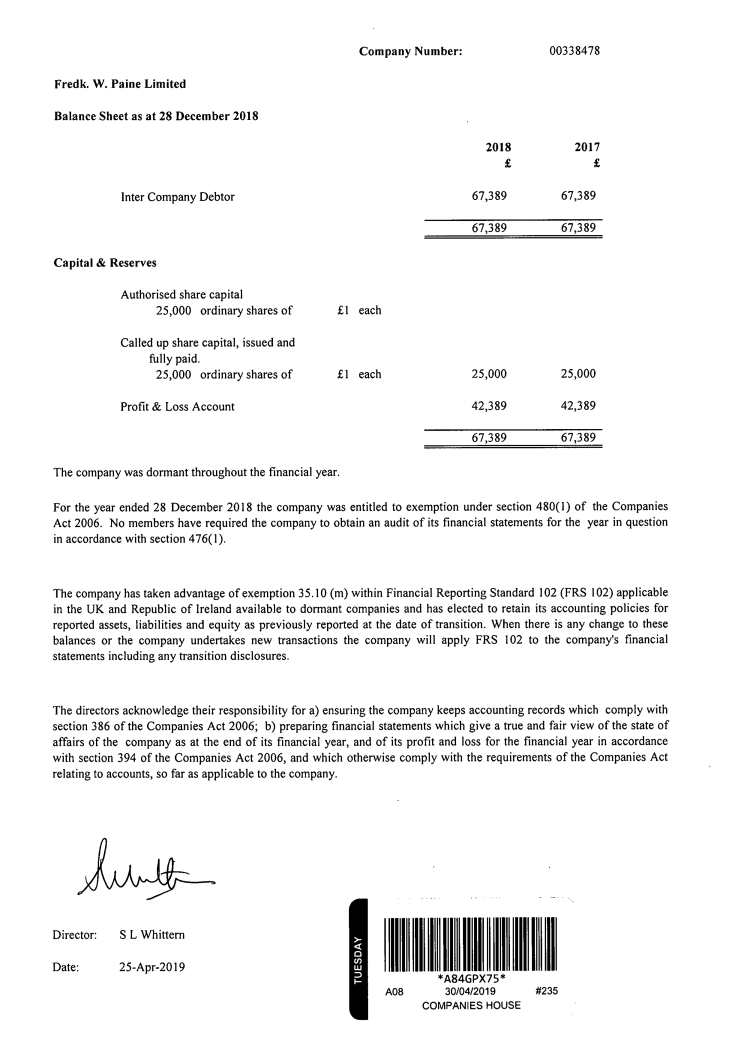 Company Number: 00338478
Fredk. W. Paine Limited
Balance Sheet as at 28 December 2018
2018 2017
£ £
Inter Company Debtor 67,389 67,389
67,389 67,389
Capital & Reserves
Authorised share capital
25,000 ordinary shares of £1 each
Called up share capital, issued and
fully paid.
25,000 ordinary shares of £1 each 25,000 25,000
Profit & Loss Account 42,389 42,389
67,389 67,389
The company was dormant throughout the financial year.
For the year ended 28 December 2018 the company was entitled to exemption under section 480(1) of the Companies
Act 2006. No members have required the company to obtain an audit of its financial statements for the year in question
in accordance with section 476(1).
The company has taken advantage of exemption 35.10 (m) within Financial Reporting Standard 102 (FRS 102) applicable
in the UK and Republic of Ireland available to dormant companies and has elected to retain its accounting policies for
reported assets, liabilities and equity as previously reported at the date of transition. When there is any change to these
balances or the company undertakes new transactions the company will apply FRS 102 to the company's financial
statements including any transition disclosures.
The directors acknowledge their responsibility for a) ensuring the company keeps accounting records which comply with
section 386 of the Companies Act 2006; b) preparing financial statements which give a true and fair view of the state of
affairs of the company as at the end of its financial year, and of its profit and loss for the financial year in accordance
with section 394 of the Companies Act 2006, and which otherwise comply with the requirements of the Companies Act
relating to accounts, so far as applicable to the company.
Director: S L Whittern
Date: 25-Apr-2019
TUESDAY
*A84GPX75*
A08 30/04/2019 #235
COMPANIES HOUSE